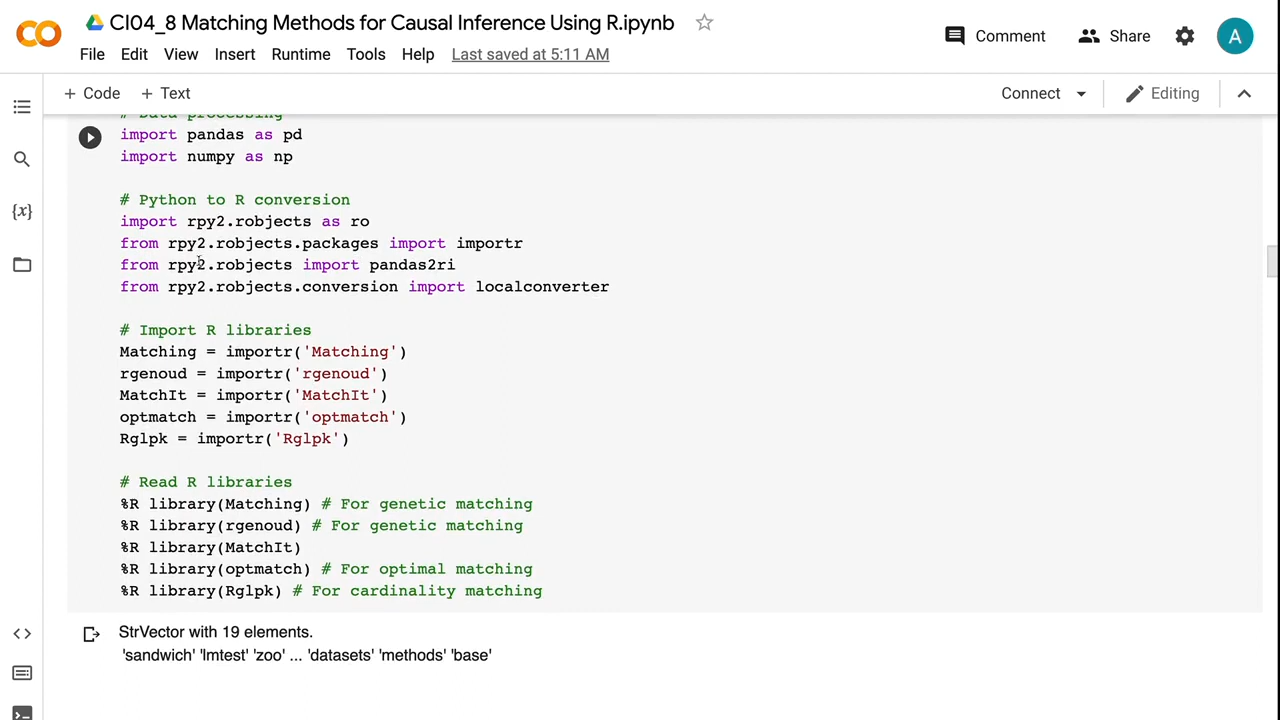 CI04_8 Matching Methods for Causal Inference Using R.ipynb
Comment
Share
A
File Edit View Insert Runtime Tools Help Last saved at 5:11 AM
+ Code + Text
Connect
Editing
# Data processing
import pandas as pd
import numpy as np
{x}
# Python to R conversion
import rpy2.robjects as ro
from rpy2.robjects.packages import importr
from rpy2.robjects import pandas2ri
from rpy2.robjects.conversion import localconverter
# Import R libraries
Matching = importr('Matching')
rgenoud = importr('rgenoud')
MatchIt = importr('MatchIt')
optmatch = importr('optmatch')
Rglpk = importr('Rglpk')
# Read R libraries
%R library(Matching) # For genetic matching
%R library(rgenoud) # For genetic matching
%R library(MatchIt)
%R library(optmatch) # For optimal matching
%R library(Rglpk) # For cardinality matching
StrVector with 19 elements.
'sandwich' 'lmtest' 'zoo' ... 'datasets' 'methods' 'base'